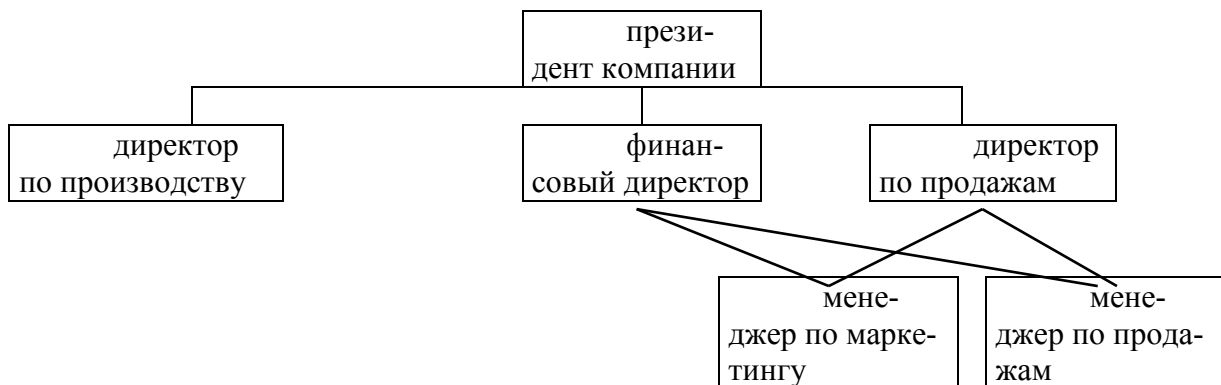 прези-
дент компании
директор
по производству
финан-
совый директор
директор
по продажам
мене-
джер по марке-
тингу
мене-
джер по прода-
жам